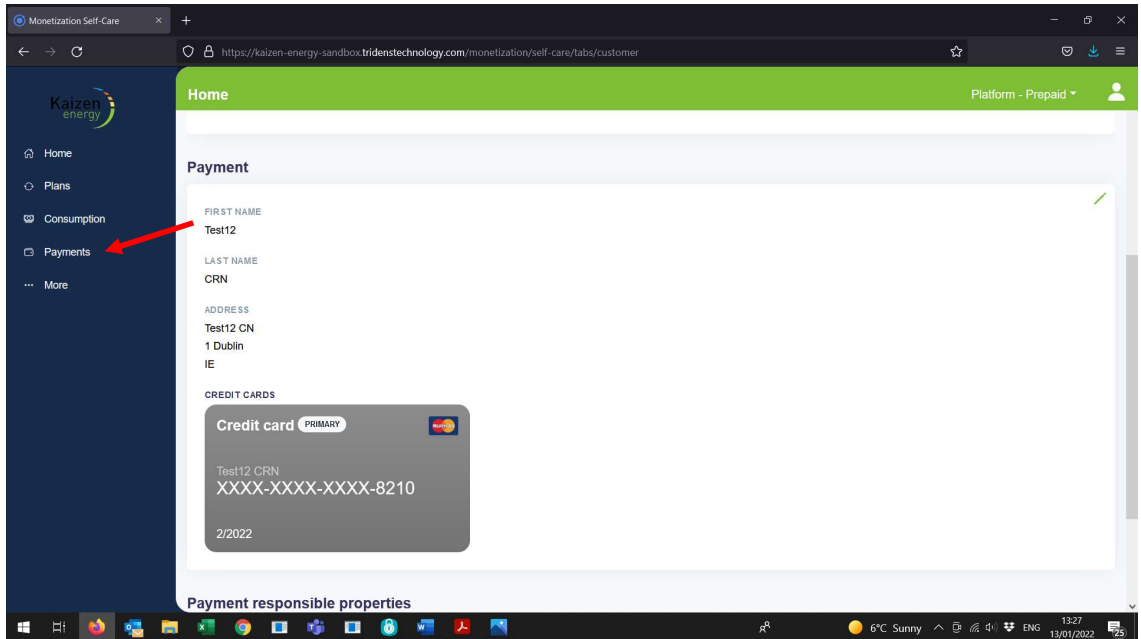 Monetization Self-Care
https://kaizen-energy-sandbox.tridenstechnology.com/monetization/self-care/tabs/customer
Kaizen
energy
Home
Plans
Consumption
Payments
More
Home
Platform - Prepaid
Payment
FIRST NAME
Test12
LAST NAME
CRN
ADDRESS
Test12 CN
1 Dublin
IE
CREDIT CARDS
Credit card PRIMARY
MasterCard
Test12 CRN
XXXX-XXXX-XXXX-8210
2/2022
Payment responsible properties
6°C Sunny
ENG
13:27
13/01/2022
25